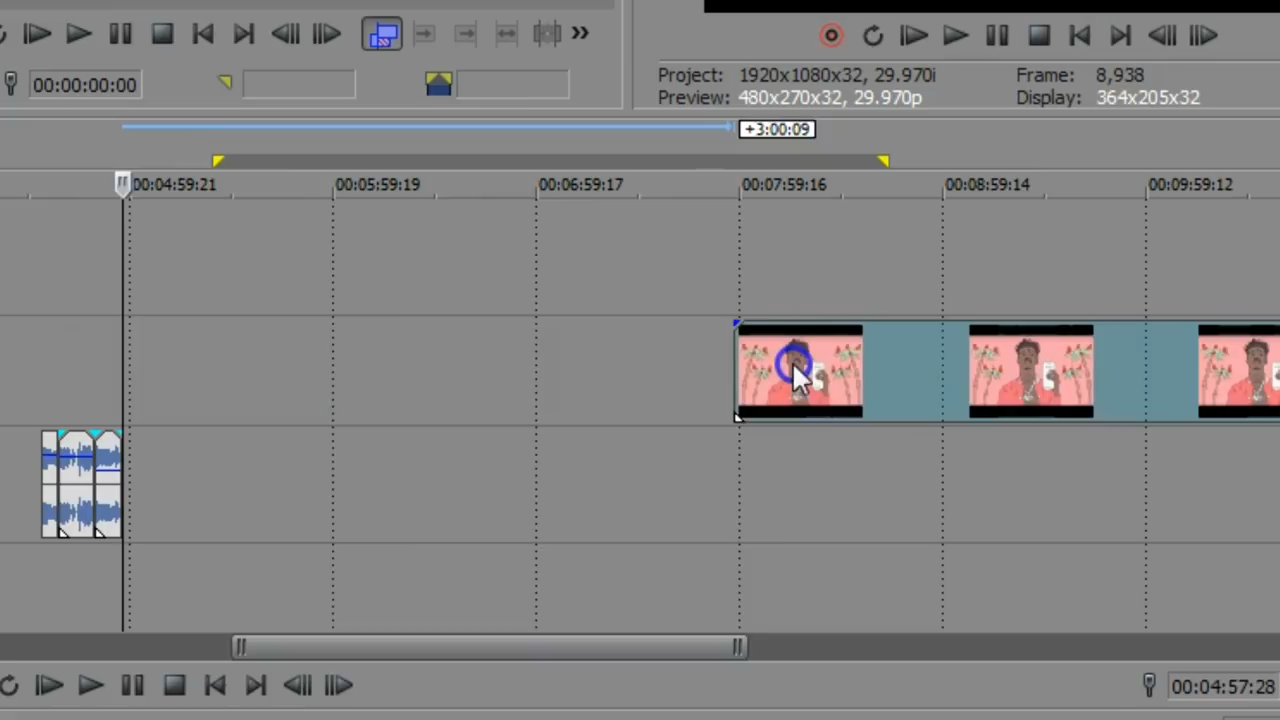 00:00:00:00
Project: 1920x1080x32, 29.970i Frame: 8,938
Preview: 480x270x32, 29.970p Display: 364x205x32
+3:00:09
00:04:59:21 00:05:59:19 00:06:59:17 00:07:59:16 00:08:59:14 00:09:59:12
00:04:57:28